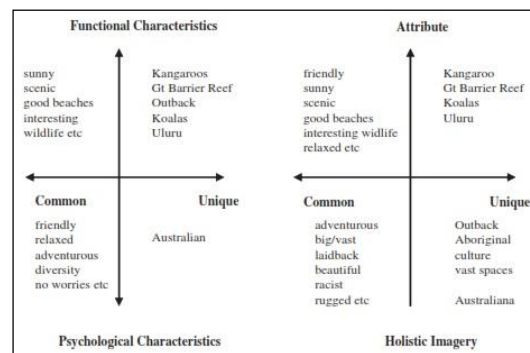 Functional Characteristics
sunny
scenic
good beaches
interesting
wildlife etc
Kangaroos
Gt Barrier Reef
Outback
Koalas
Uluru
Common
Unique
friendly
relaxed
adventurous
diversity
no worries etc
Australian
Psychological Characteristics
Attribute
friendly
sunny
scenic
good beaches
interesting widlife
relaxed etc
Kangaroo
Gt Barrier Reef
Koalas
Uluru
Common
Unique
adventurous
big/vast
laidback
beautiful
racist
rugged etc
Outback
Aboriginal
culture
vast spaces
Australiana
Holistic Imagery